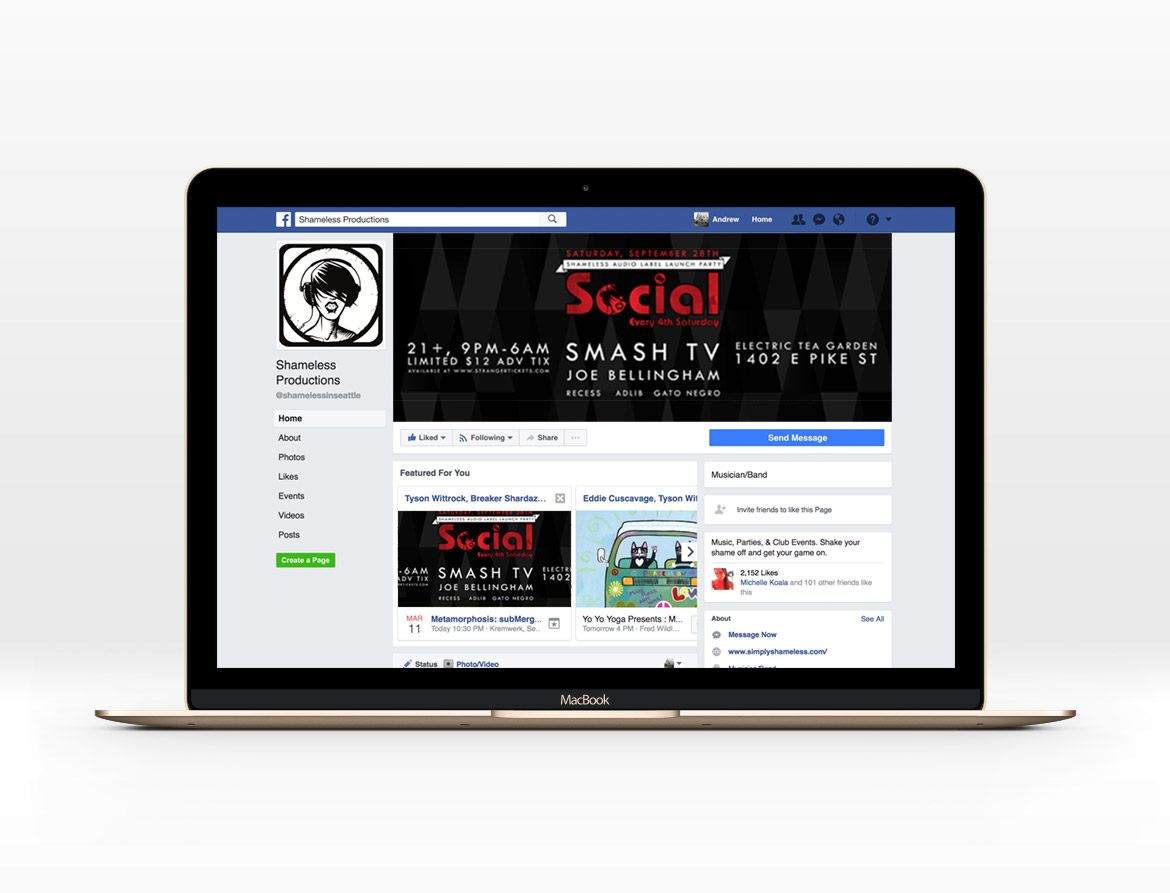 Shameless Productions
Andrew
Home
SATURDAY, SEPTEMBER 28TH
SHAMELESS AUDIO LABEL LAUNCH PARTY
Social
Every 4th Saturday
21+, 9PM-6AM
LIMITED $12 ADV TIX
AVAILABLE AT WWW.STRANGERTICKETS.COM
SMASH TV
JOE BELLINGHAM
RECESS ADLIB GATO NEGRO
ELECTRIC TEA GARDEN
1402 E PIKE ST
Shameless
Productions
@shamelessinseattle
Home
About
Photos
Likes
Events
Videos
Posts
Create a Page
Liked
Following
Share
...
Send Message
Featured For You
Tyson Wittrock, Breaker Shardaz...
SHAMELESS AUDIO LABEL LAUNCH PARTY
Social
Every 4th Saturday
-6AM
ADV TIX
TICKETS.COM
SMASH TV
JOE BELLINGHAM
RECESS ADLIB GATO NEGRO
1402
MAR
11
Metamorphosis: subMerg...
Today 10:30 PM · Kremwerk, Se...
Eddie Cuscavage, Tyson Wit
Yo Yo Yoga Presents : M...
Tomorrow 4 PM · Fred Wildl...
Status
Photo/Video
Musician/Band
Invite friends to like this Page
Music, Parties, & Club Events. Shake your
shame off and get your game on.
2,152 Likes
Michelle Koala and 101 other friends like
this
About
See All
Message Now
www.simplyshameless.com/
Musician/Band
MacBook